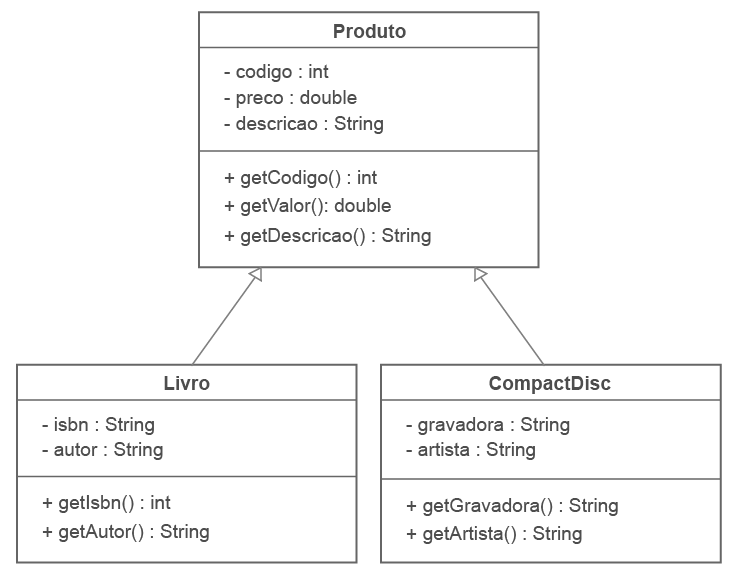 Produto
- codigo : int
- preco : double
- descricao : String
+ getCodigo() : int
+ getValor(): double
+ getDescricao() : String
Livro
- isbn : String
- autor : String
+ getIsbn() : int
+ getAutor() : String
CompactDisc
- gravadora : String
- artista : String
+ getGravadora() : String
+ getArtista() : String